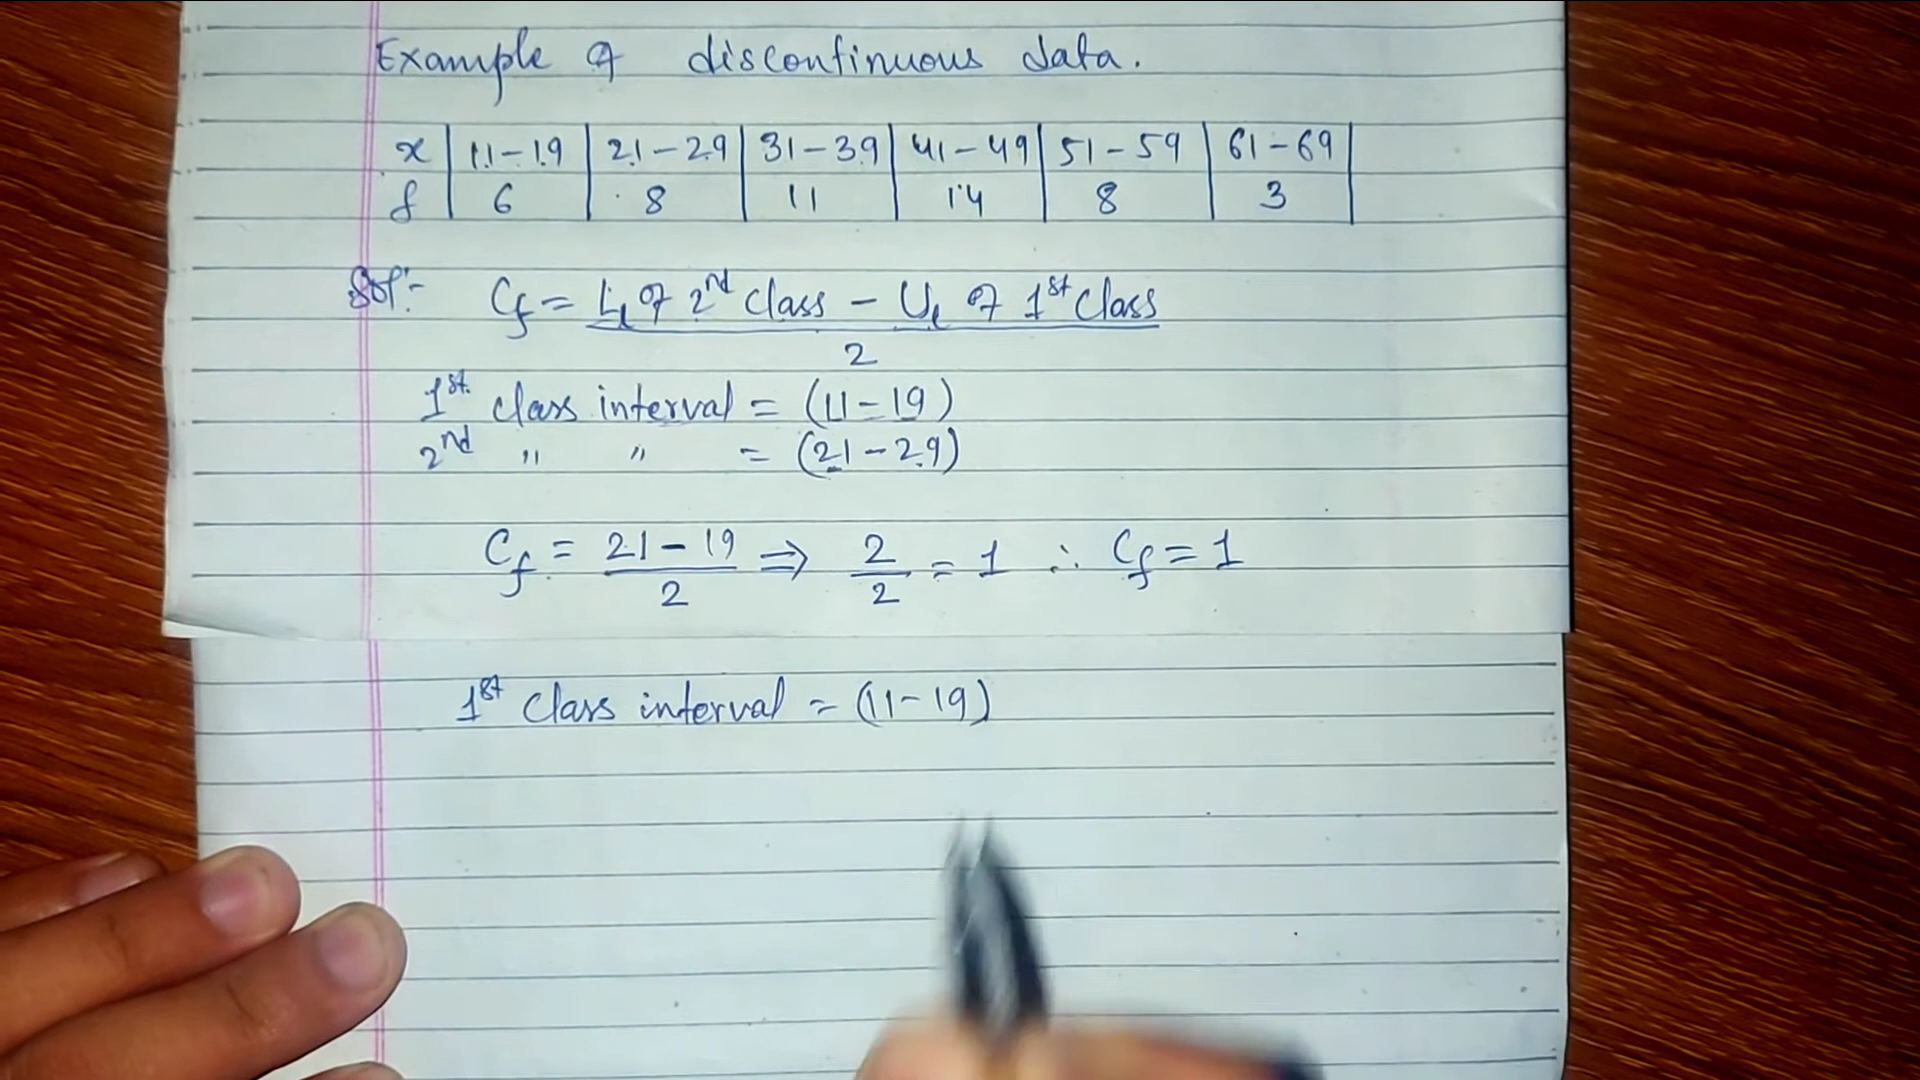 Example of discontinuous data.
x | 11-19 | 21-29 | 31-39 | 41-49 | 51-59 | 61-69 |
f | 6 | 8 | 11 | 14 | 8 | 3 |
Sol:- Cf = Ll of 2nd class - Ul of 1st class
2
1st class interval = (11-19)
2nd " " = (21-29)
Cf = 21-19/2 ⇒ 2/2 = 1 ∴ Cf = 1
1st class interval = (11-19)